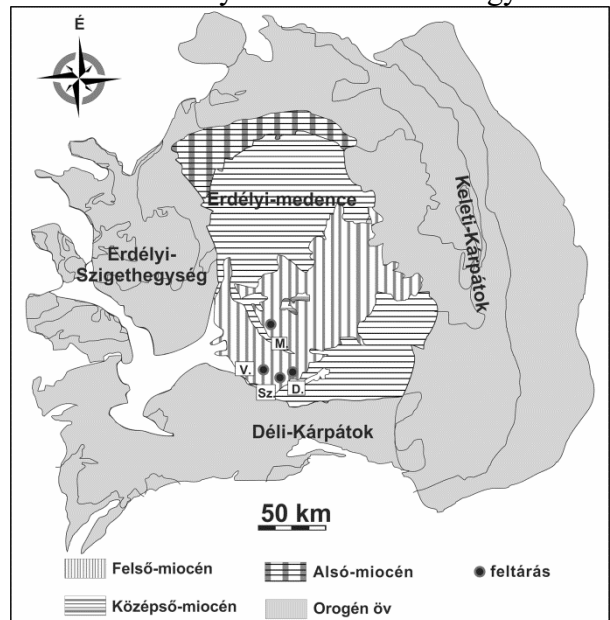 É
Erdélyi-medence
Erdélyi-
Szigethegység
Keleti-Kárpátok
M.
V.
Sz.
D.
Déli-Kárpátok
50 km
Felső-miocén
Alsó-miocén
feltárás
Középső-miocén
Orogén öv